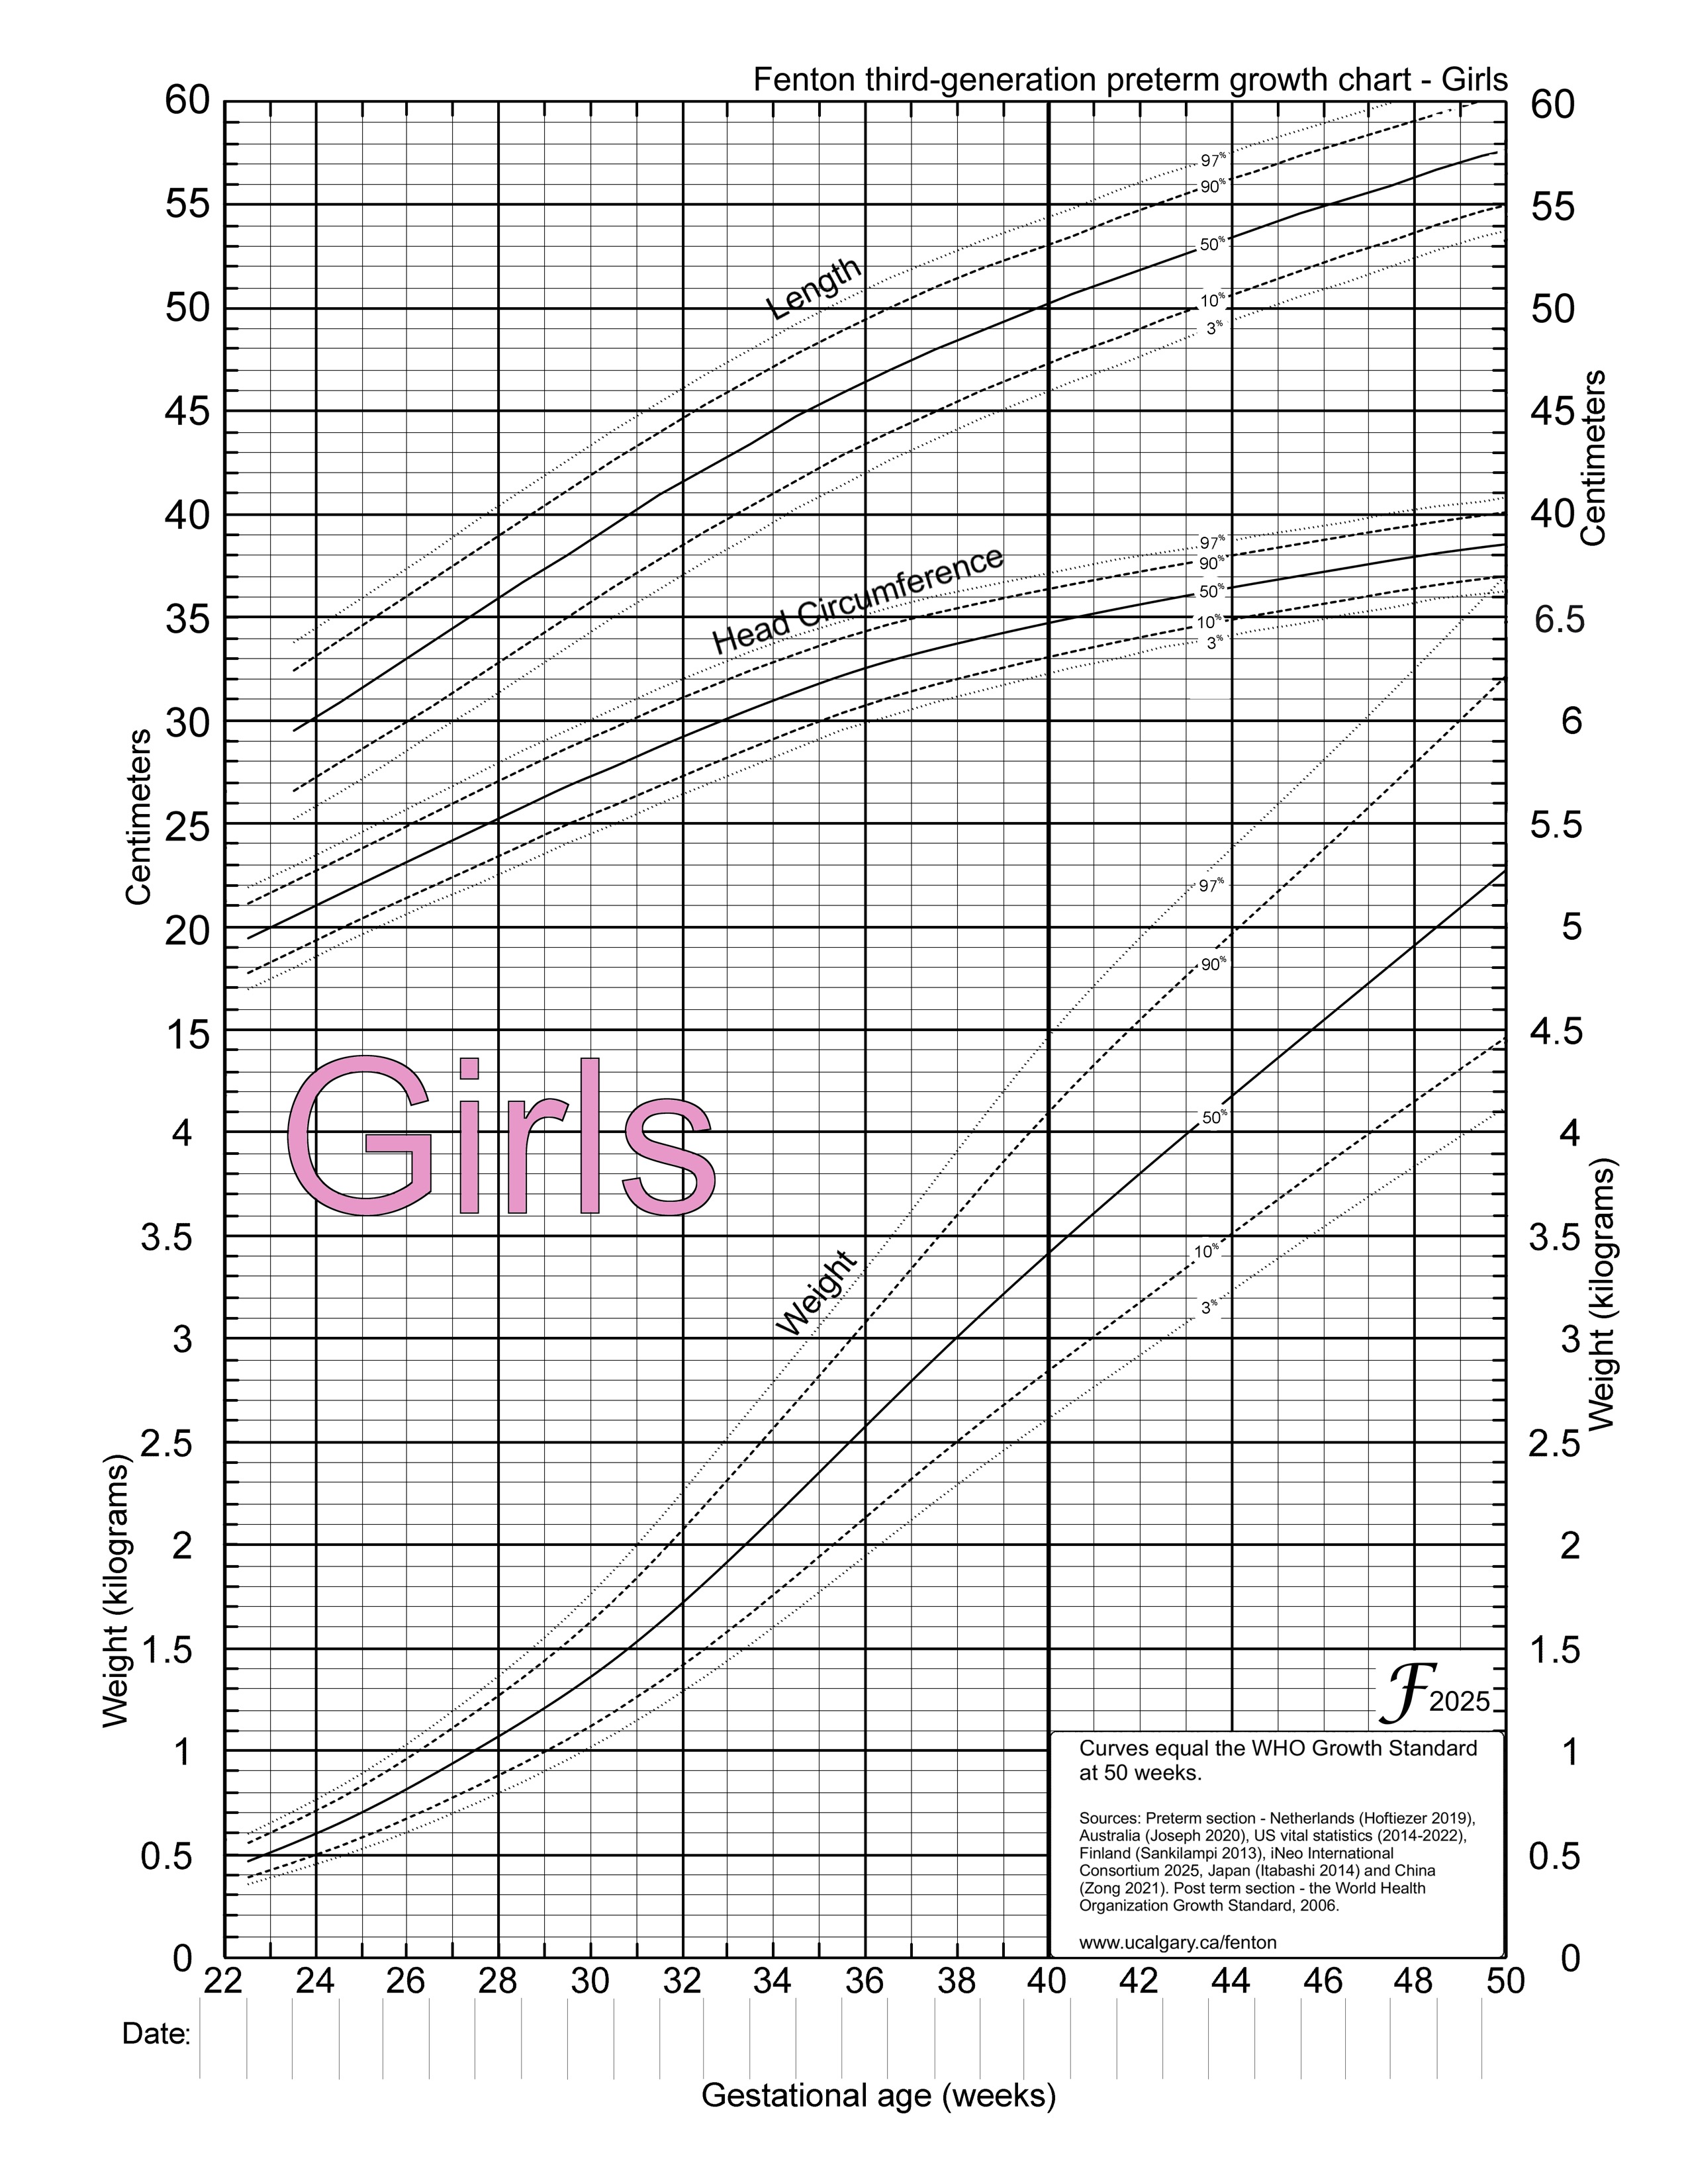 Fenton third-generation preterm growth chart - Girls
60
55
50
45
40
35
30
25
20
15
4
3.5
3
2.5
2
1.5
1
0.5
0
Centimeters
Weight (kilograms)
Length
97%
90%
50%
10%
3%
Head Circumference
97%
90%
50%
10%
3%
Girls
Weight
97%
90%
50%
10%
3%
60
55
50
45
40
6.5
6
5.5
5
4.5
4
3.5
3
2.5
2
1.5
1
0.5
0
Centimeters
Weight (kilograms)
F 2025
Curves equal the WHO Growth Standard
at 50 weeks.
Sources: Preterm section - Netherlands (Hoftiezer 2019),
Australia (Joseph 2020), US vital statistics (2014-2022),
Finland (Sankilampi 2013), iNeo International
Consortium 2025, Japan (Itabashi 2014) and China
(Zong 2021). Post term section - the World Health
Organization Growth Standard, 2006.
www.ucalgary.ca/fenton
22 24 26 28 30 32 34 36 38 40 42 44 46 48 50
Date:
Gestational age (weeks)